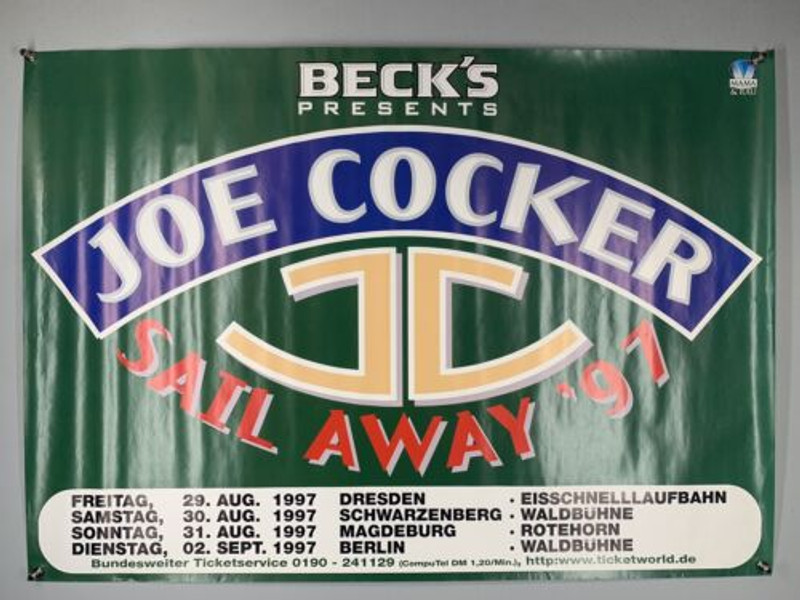 BECK'S
PRESENTS
MAMA
JOE COCKER
JC
SAIL AWAY '97
FREITAG, 29. AUG. 1997 DRESDEN · EISSCHNELLLAUFBAHN
SAMSTAG, 30. AUG. 1997 SCHWARZENBERG · WALDBÜHNE
SONNTAG, 31. AUG. 1997 MAGDEBURG · ROTEHORN
DIENSTAG, 02. SEPT. 1997 BERLIN · WALDBÜHNE
Bundesweiter Ticketservice 0190 - 241129 (CompuTel DM 1,20/Min.), http:www.ticketworld.de